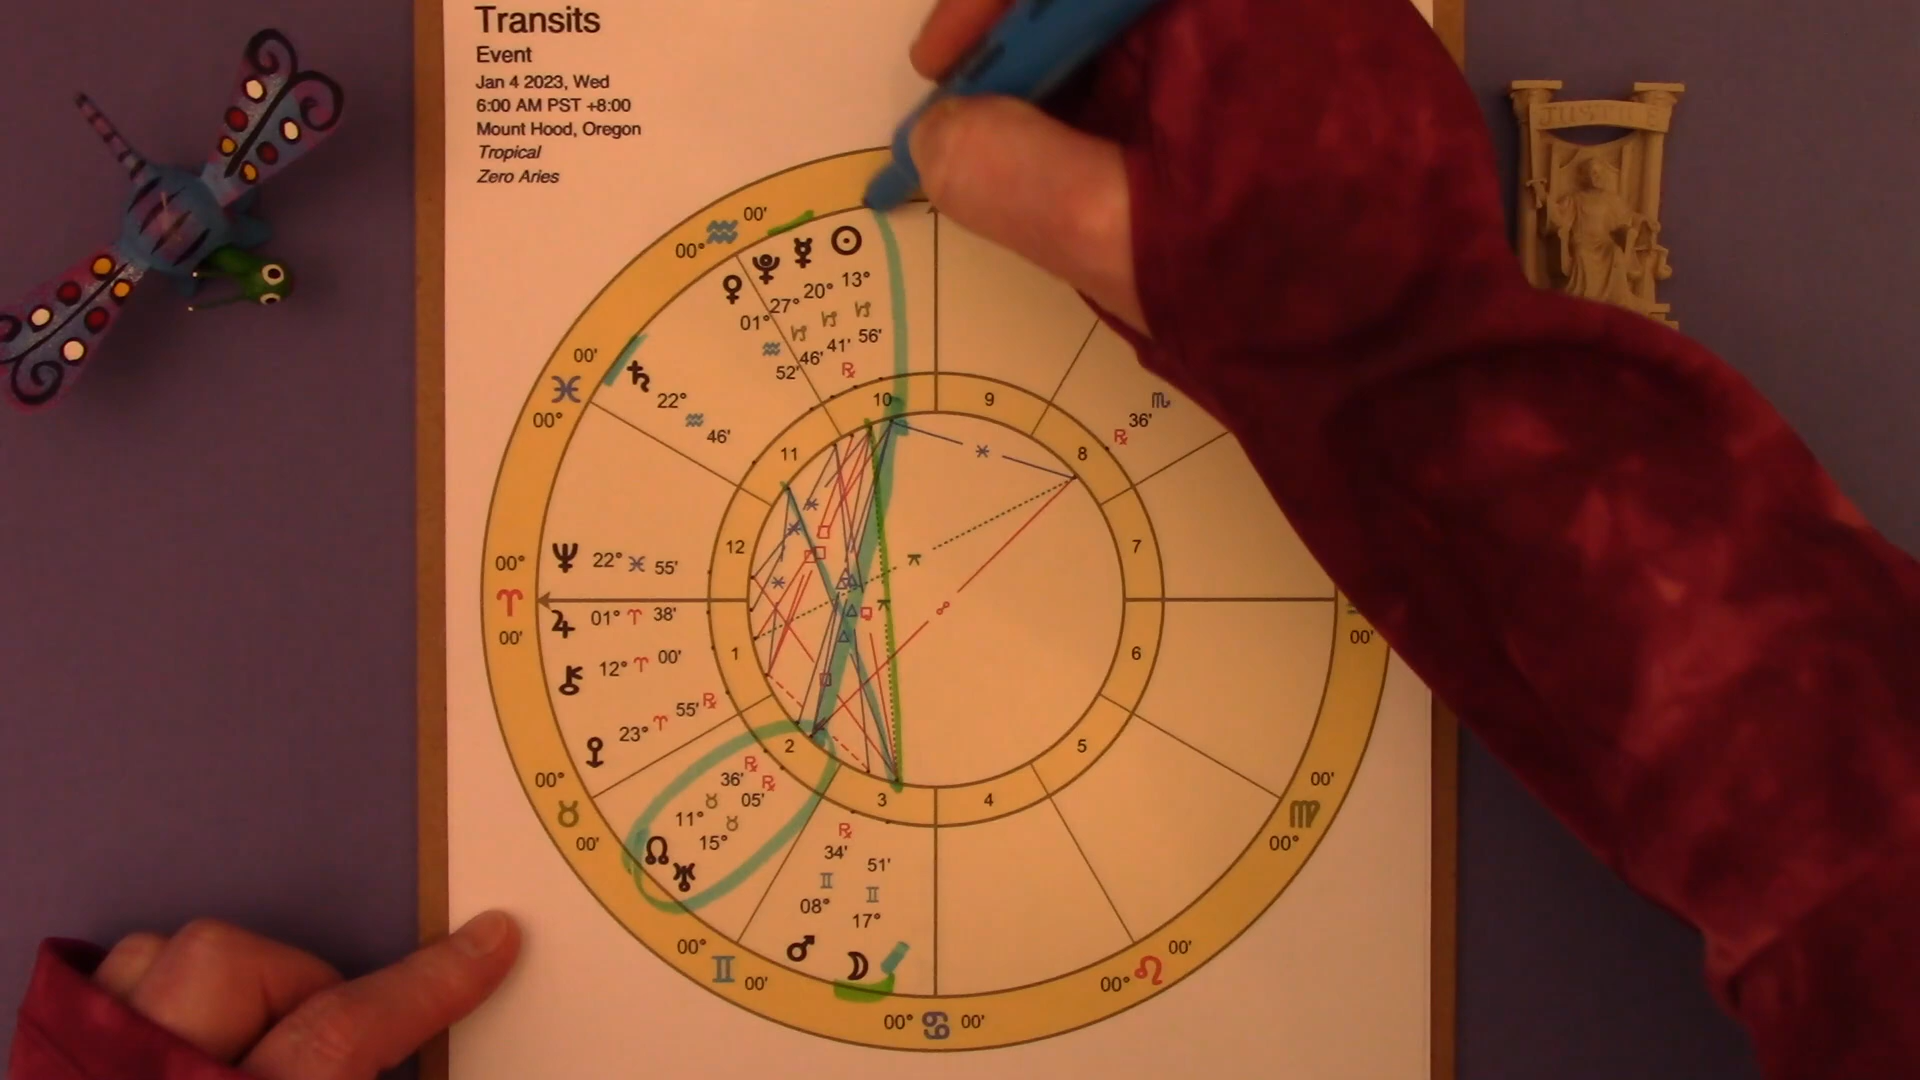 Transits
Event
Jan 4 2023, Wed
6:00 AM PST +8:00
Mount Hood, Oregon
Tropical
Zero Aries
JUSTICE
00° ♒ 00'
♀ 01° ♒ 52'
♇ 27° ♑ 46'
☿ 20° ♑ 41' ℞
☉ 13° ♑ 56'
00° ♓ 00'
♄ 22° ♒ 46'
♏ 36' ℞
10
9
11
8
12
7
1
6
2
5
3
4
♆ 22° ♓ 55'
00° ♈ 00'
♃ 01° ♈ 38'
⚷ 12° ♈ 00'
23° ♈ 55' ℞
00° ♉ 00'
☊ 11° ♉ 36' ℞
♅ 15° ♉ 05' ℞
♂ 08° ♊ 34' ℞
☽ 17° ♊ 51'
00° ♊ 00'
00° ♋ 00'
00° ♌ 00'
00° ♍ 00'
00'